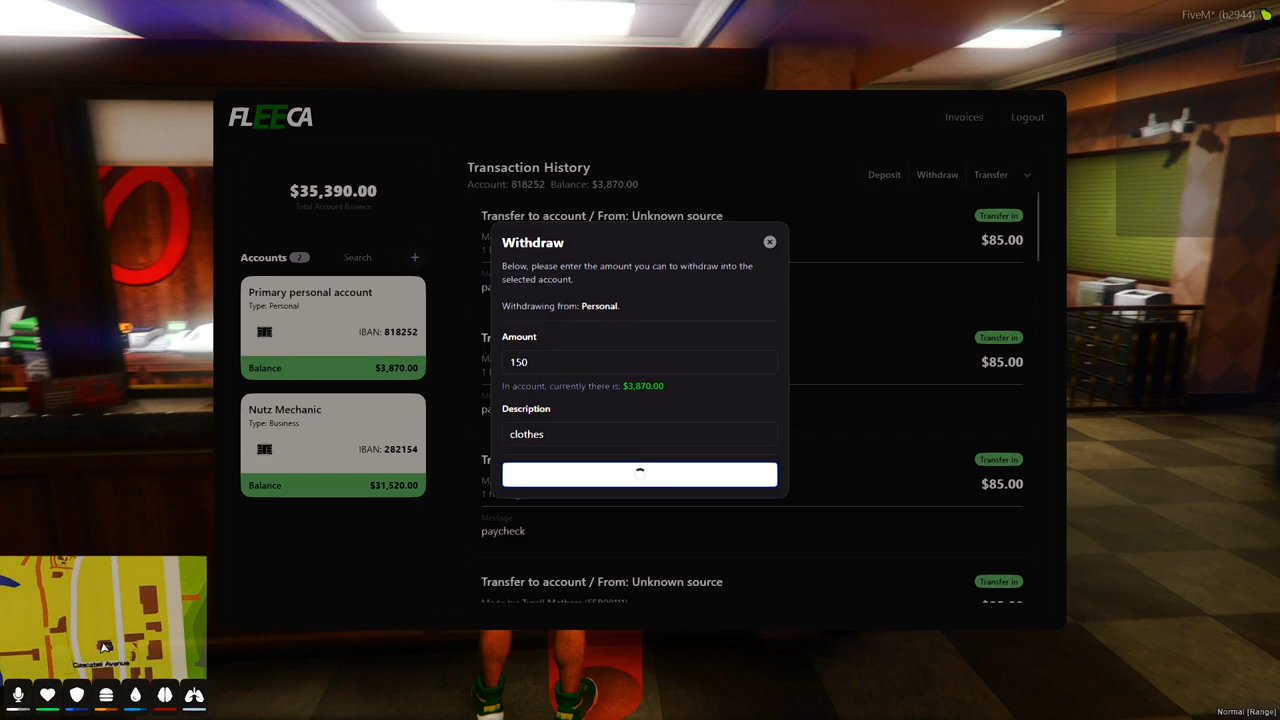 FiveM* (b2944)
FLEECA
Invoices
Logout
$35,390.00
Total Account Balance
Accounts 2
Search
+
Primary personal account
Type: Personal
IBAN: 818252
Balance $3,870.00
Nutz Mechanic
Type: Business
IBAN: 282154
Balance $31,520.00
Transaction History
Account: 818252 Balance: $3,870.00
Deposit
Withdraw
Transfer
Transfer to account / From: Unknown source
Transfer in
$85.00
Withdraw
Below, please enter the amount you can to withdraw into the
selected account.
Withdrawing from: Personal.
Amount
150
In account, currently there is: $3,870.00
Description
clothes
Transfer in
$85.00
Transfer in
$85.00
Message
paycheck
Transfer to account / From: Unknown source
Transfer in
Cascabel Avenue
Normal [Range]